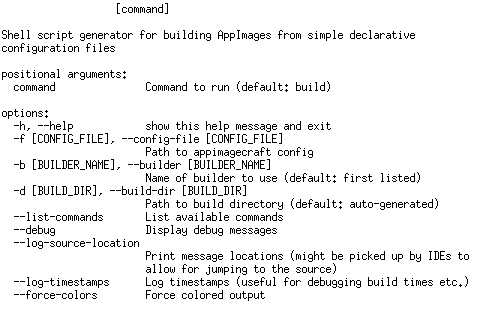 [command]
Shell script generator for building AppImages from simple declarative
configuration files
positional arguments:
command Command to run (default: build)
options:
-h, --help show this help message and exit
-f [CONFIG_FILE], --config-file [CONFIG_FILE]
Path to appimagecraft config
-b [BUILDER_NAME], --builder [BUILDER_NAME]
Name of builder to use (default: first listed)
-d [BUILD_DIR], --build-dir [BUILD_DIR]
Path to build directory (default: auto-generated)
--list-commands List available commands
--debug Display debug messages
--log-source-location
Print message locations (might be picked up by IDEs to
allow for jumping to the source)
--log-timestamps Log timestamps (useful for debugging build times etc.)
--force-colors Force colored output